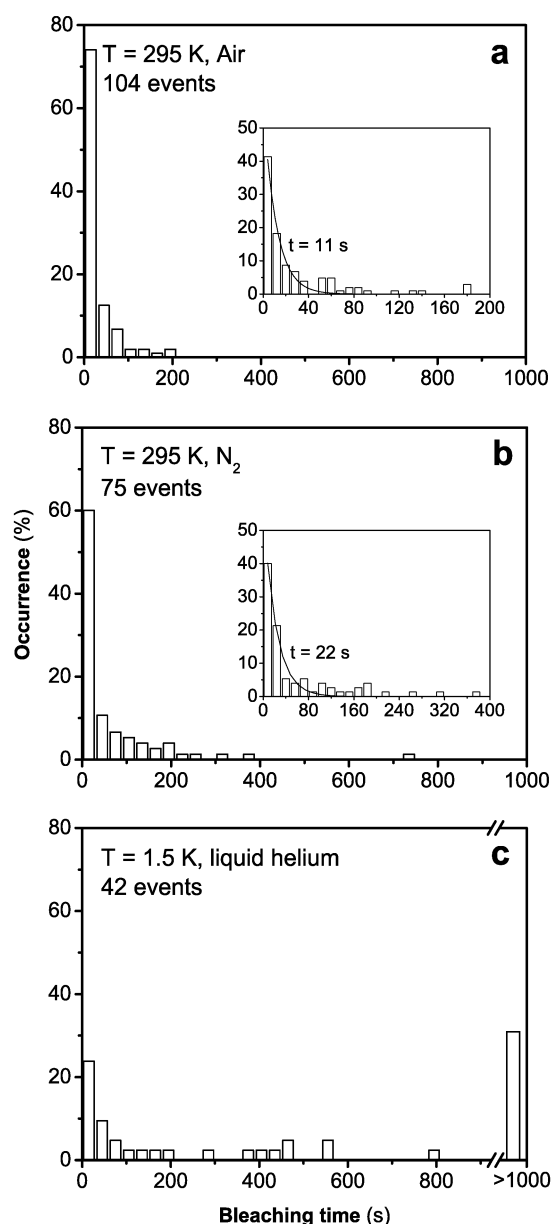 80
T = 295 K, Air
a
104 events
60
50
40
40
30
20
t = 11 s
20
10
0
0 40 80 120 160 200
0
0 200 400 600 800 1000
80
T = 295 K, N₂
b
75 events
60
50
40
40
30
20
t = 22 s
20
10
0
0 80 160 240 320 400
0
0 200 400 600 800 1000
Occurrence (%)
80
T = 1.5 K, liquid helium
c
42 events
60
40
20
0
0 200 400 600 800 >1000
Bleaching time (s)